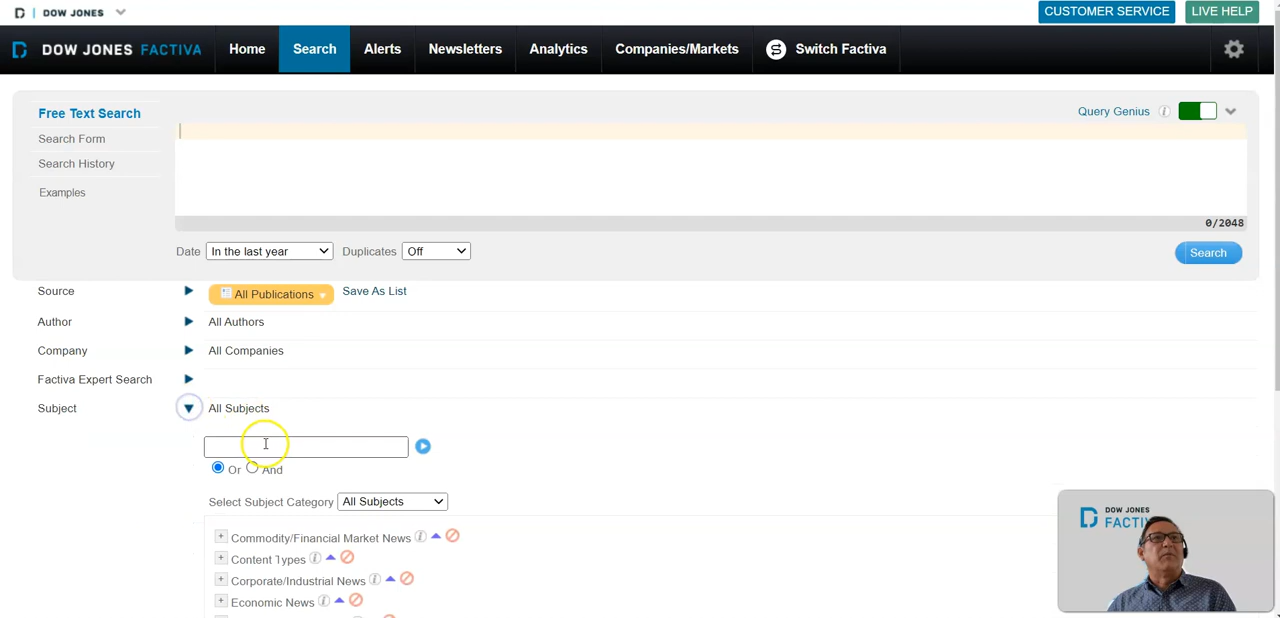 DOW JONES
CUSTOMER SERVICE
LIVE HELP
DOW JONES FACTIVA
Home
Search
Alerts
Newsletters
Analytics
Companies/Markets
Switch Factiva
Free Text Search
Query Genius
Search Form
Search History
Examples
0/2048
Date In the last year Duplicates Off
Search
Source All Publications Save As List
Author All Authors
Company All Companies
Factiva Expert Search
Subject All Subjects
Or And
Select Subject Category All Subjects
Commodity/Financial Market News
Content Types
Corporate/Industrial News
Economic News
DOW JONES
FACTIV